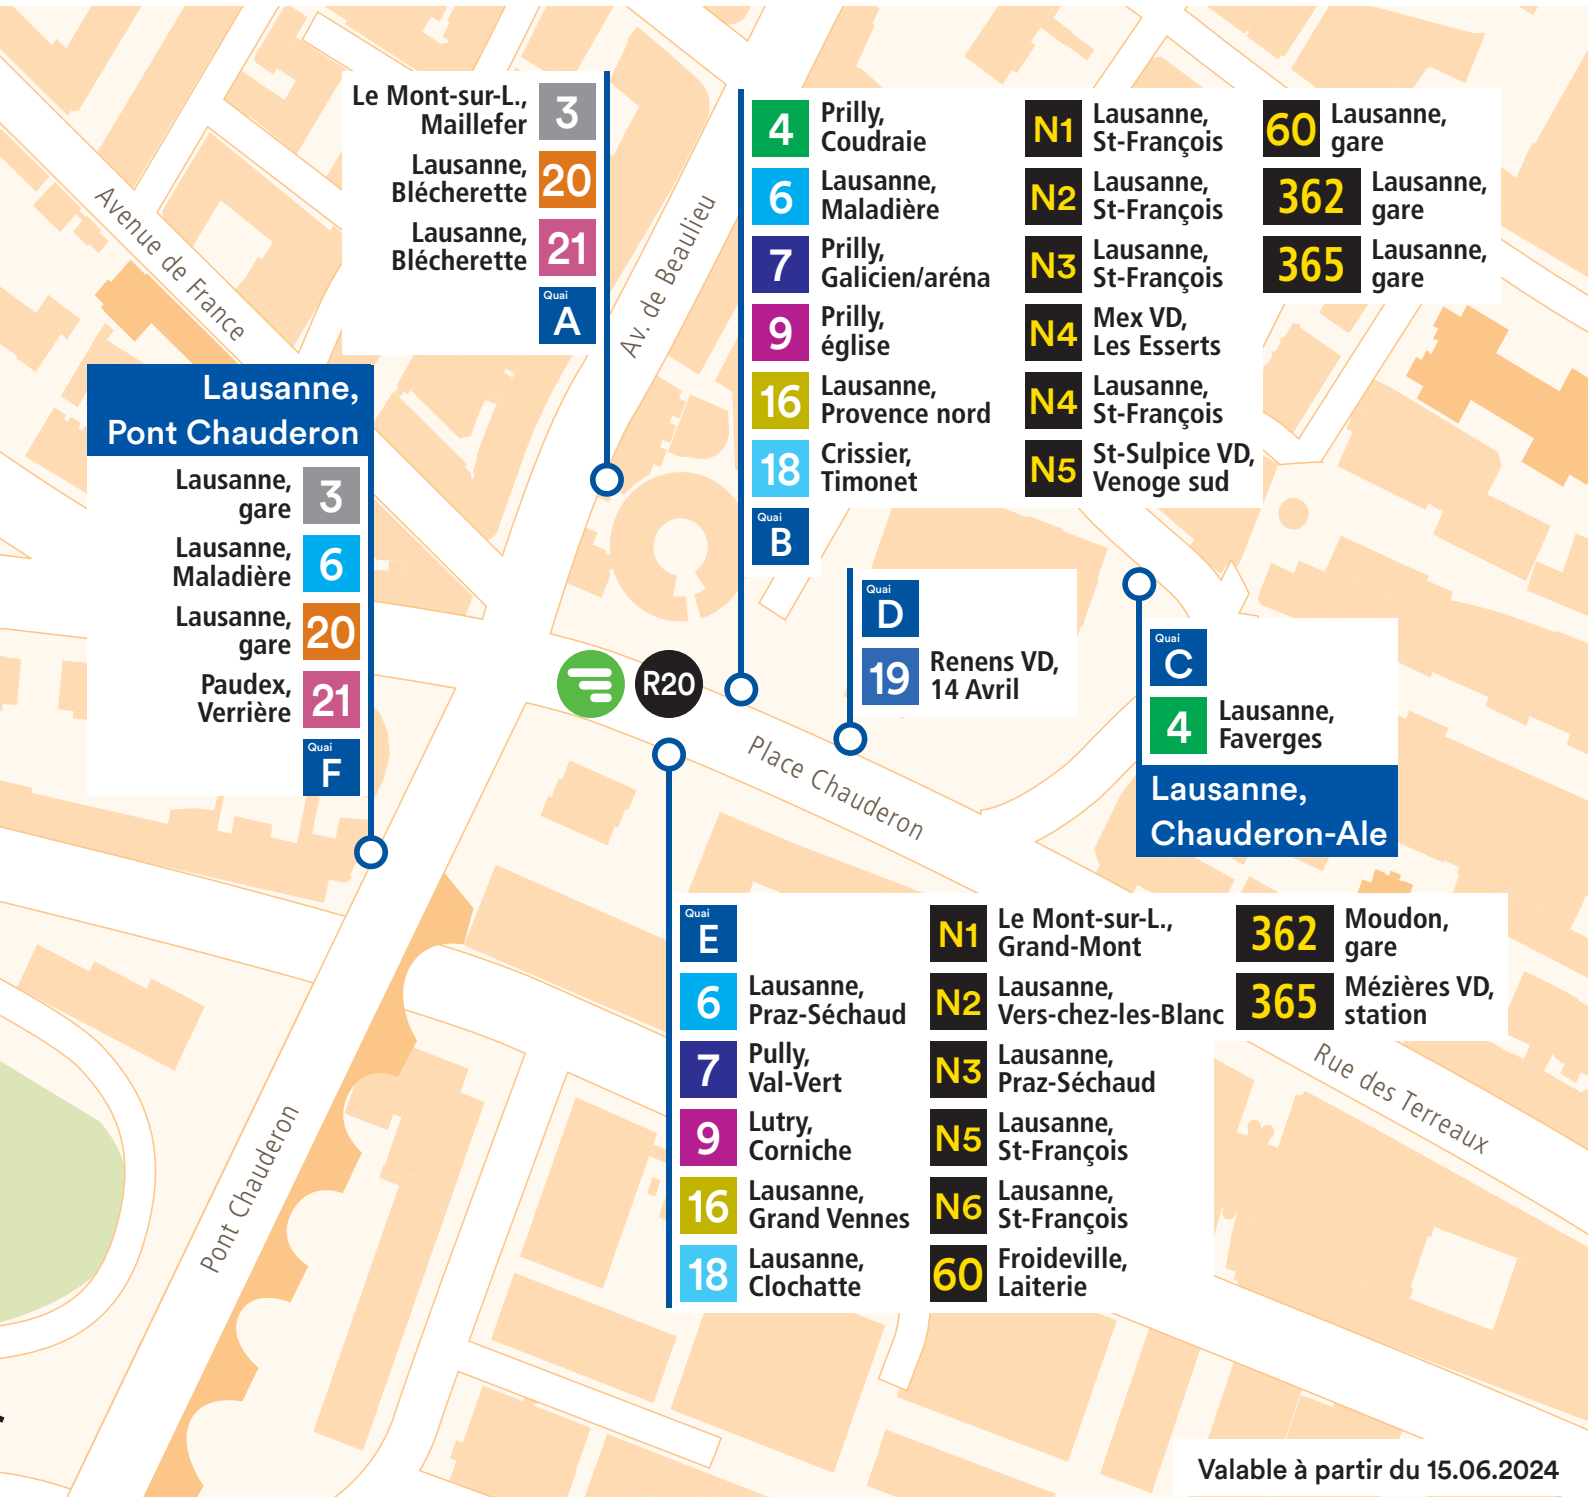 Le Mont-sur-L.,
Maillefer
3
Lausanne,
Blécherette
20
Lausanne,
Blécherette
21
Quai
A
4
Prilly,
Coudraie
6
Lausanne,
Maladière
7
Prilly,
Galicien/aréna
9
Prilly,
église
16
Lausanne,
Provence nord
18
Crissier,
Timonet
Quai
B
N1
Lausanne,
St-François
N2
Lausanne,
St-François
N3
Lausanne,
St-François
N4
Mex VD,
Les Esserts
N4
Lausanne,
St-François
N5
St-Sulpice VD,
Venoge sud
60
Lausanne,
gare
362
Lausanne,
gare
365
Lausanne,
gare
Avenue de France
Av. de Beaulieu
Lausanne,
Pont Chauderon
Lausanne,
gare
3
Lausanne,
Maladière
6
Lausanne,
gare
20
Paudex,
Verrière
21
Quai
F
R20
Quai
D
19
Renens VD,
14 Avril
Quai
C
4
Lausanne,
Faverges
Lausanne,
Chauderon-Ale
Place Chauderon
Quai
E
6
Lausanne,
Praz-Séchaud
7
Pully,
Val-Vert
9
Lutry,
Corniche
16
Lausanne,
Grand Vennes
18
Lausanne,
Clochatte
N1
Le Mont-sur-L.,
Grand-Mont
N2
Lausanne,
Vers-chez-les-Blanc
N3
Lausanne,
Praz-Séchaud
N5
Lausanne,
St-François
N6
Lausanne,
St-François
60
Froideville,
Laiterie
362
Moudon,
gare
365
Mézières VD,
station
Rue des Terreaux
Pont Chauderon
Valable à partir du 15.06.2024